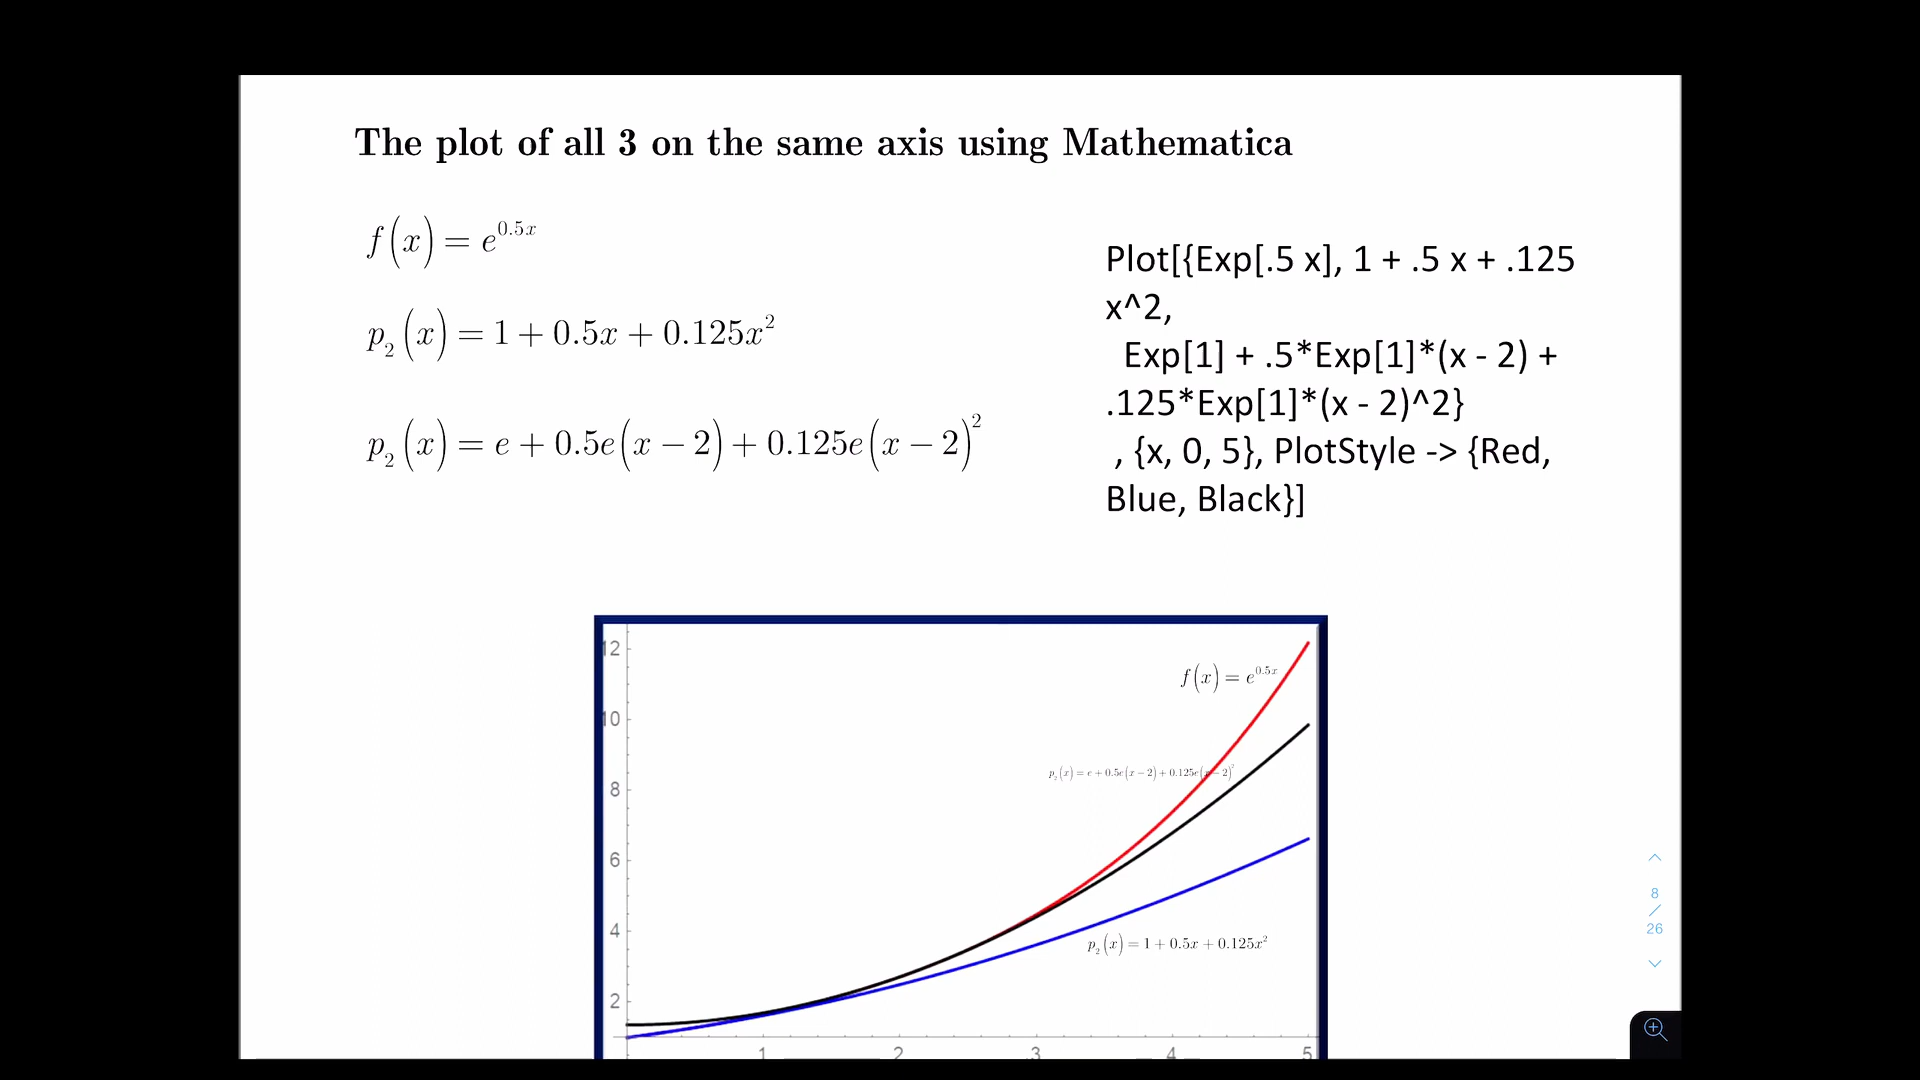 The plot of all 3 on the same axis using Mathematica
f(x) = e^{0.5x}
p_2(x) = 1 + 0.5x + 0.125x^2
p_2(x) = e + 0.5e(x − 2) + 0.125e(x − 2)^2
Plot[{Exp[.5 x], 1 + .5 x + .125
x^2,
Exp[1] + .5*Exp[1]*(x - 2) +
.125*Exp[1]*(x - 2)^2}
, {x, 0, 5}, PlotStyle -> {Red,
Blue, Black}]
12
f(x) = e^{0.5x}
10
p_2(x) = e + 0.5e(x − 2) + 0.125e(x − 2)^2
8
6
4
p_2(x) = 1 + 0.5x + 0.125x^2
2
1 2 3 4 5
8
/
26